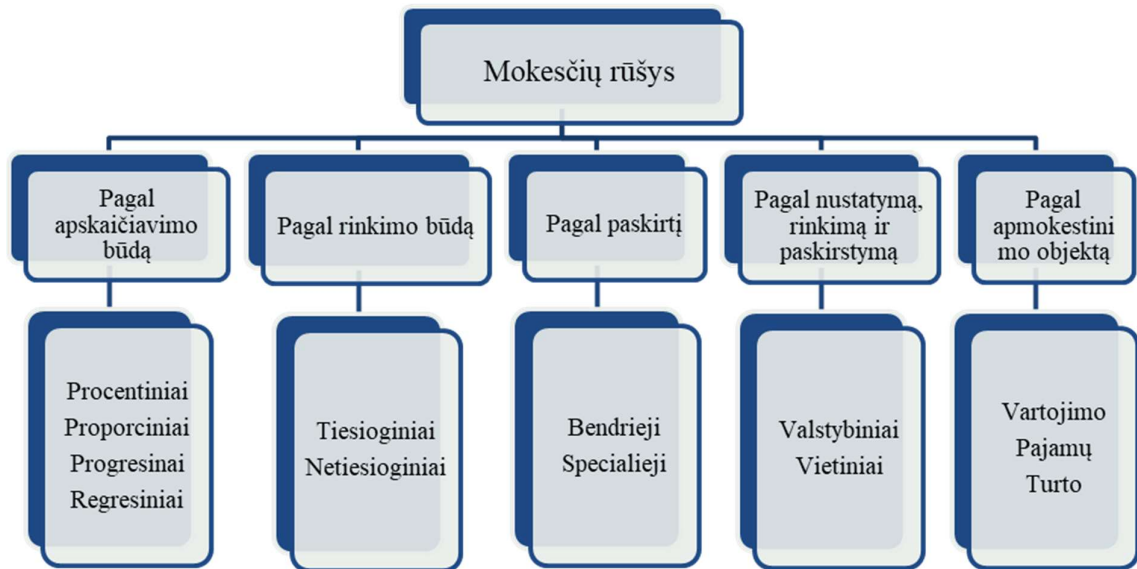 Mokesčių rūšys
Pagal
apskaičiavimo
būdą
Pagal rinkimo būdą
Pagal paskirtį
Pagal nustatymą,
rinkimą ir
paskirstymą
Pagal
apmokestini
mo objektą
Procentiniai
Proporciniai
Progresinai
Regresiniai
Tiesioginiai
Netiesioginiai
Bendrieji
Specialieji
Valstybiniai
Vietiniai
Vartojimo
Pajamų
Turto